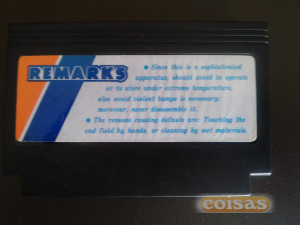 REMARKS
● Since this is a sophisticated
apparatus, should avoid to operate
or to store under extreme temperature,
also avoid violent bumps is necessary;
moreover, never disassemble it.
● The reasons causing defects are: Touching the
end field by hands, or cleaning by wet materials.
coisas